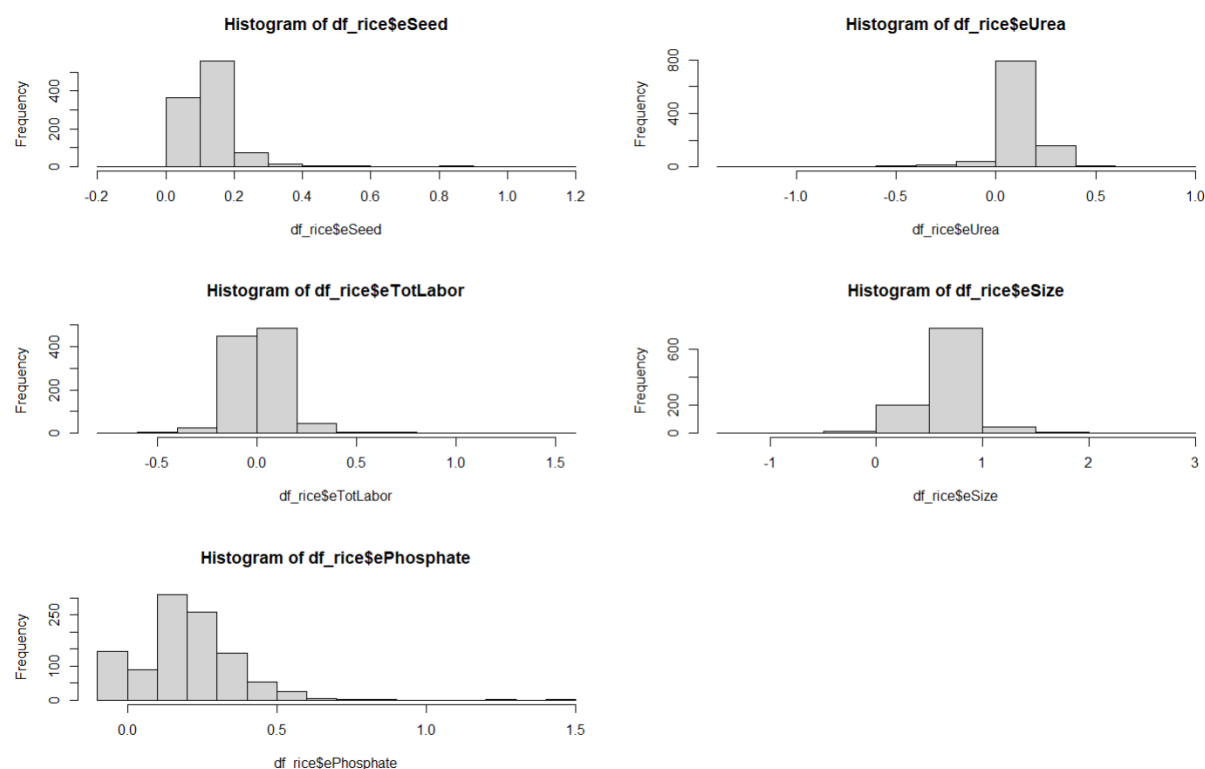 Histogram of df_rice$eSeed
Frequency
0 200 400
-0.2 0.0 0.2 0.4 0.6 0.8 1.0 1.2
df_rice$eSeed
Histogram of df_rice$eUrea
Frequency
0 400 800
-1.0 -0.5 0.0 0.5 1.0
df_rice$eUrea
Histogram of df_rice$eTotLabor
Frequency
0 200 400
-0.5 0.0 0.5 1.0 1.5
df_rice$eTotLabor
Histogram of df_rice$eSize
Frequency
0 200 600
-1 0 1 2 3
df_rice$eSize
Histogram of df_rice$ePhosphate
Frequency
0 100 250
0.0 0.5 1.0 1.5
df_rice$ePhosphate